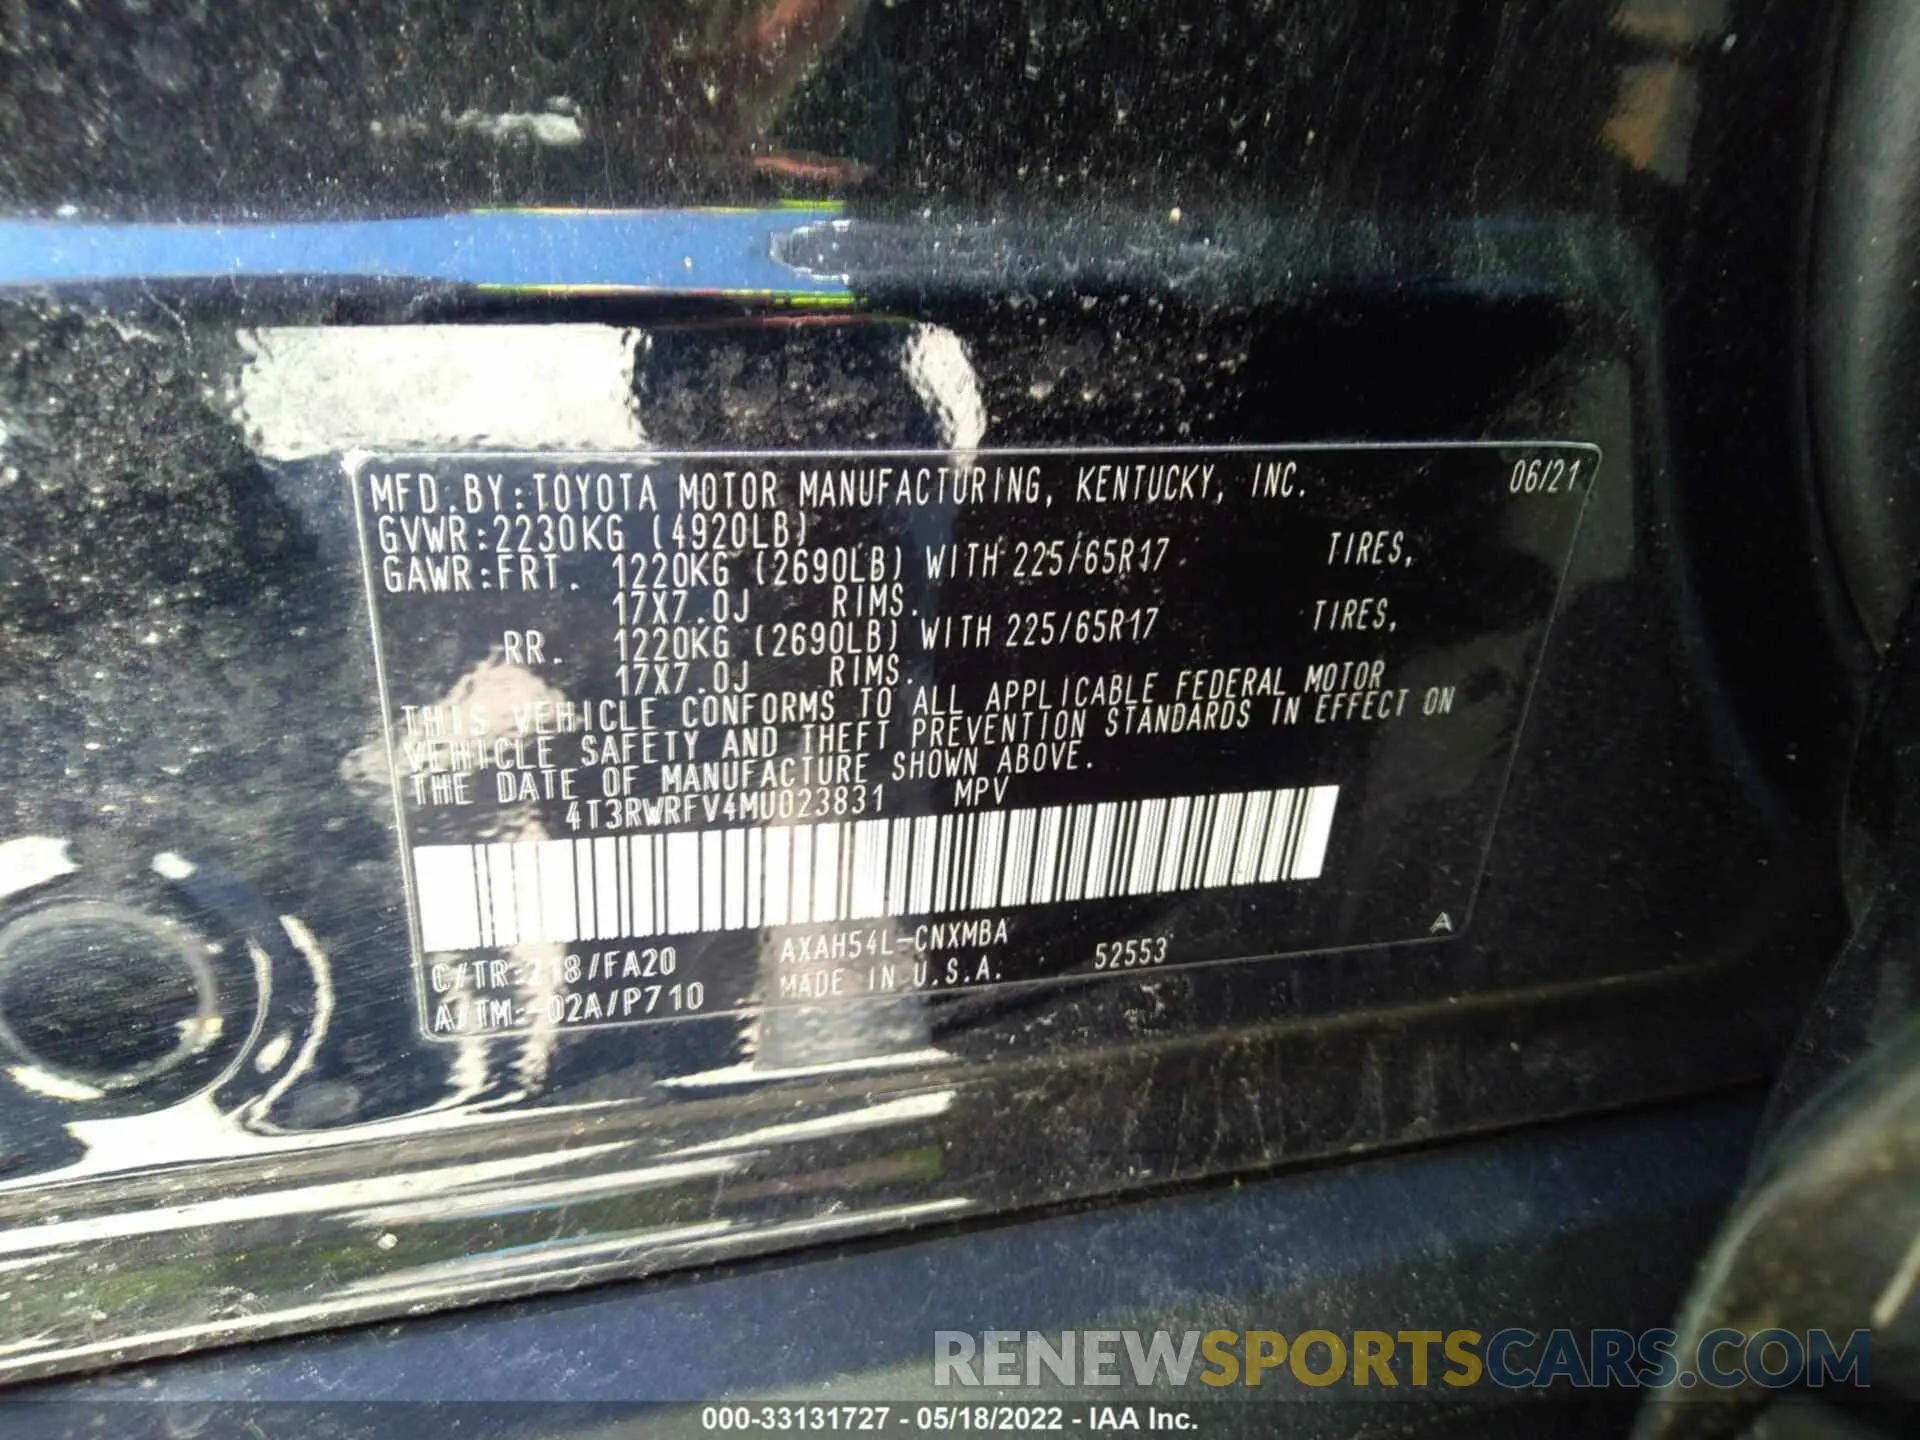 MFD.BY:TOYOTA MOTOR MANUFACTURING, KENTUCKY, INC. 06/21
GVWR:2230KG (4920LB)
GAWR:FRT. 1220KG (2690LB) WITH 225/65R17 TIRES,
17X7.0J RIMS.
RR. 1220KG (2690LB) WITH 225/65R17 TIRES,
17X7.0J RIMS.
THIS VEHICLE CONFORMS TO ALL APPLICABLE FEDERAL MOTOR
VEHICLE SAFETY AND THEFT PREVENTION STANDARDS IN EFFECT ON
THE DATE OF MANUFACTURE SHOWN ABOVE.
4T3RWRFV4MU023831 MPV
C/TR:218/FA20 AXAH54L-CNXMBA A
A/TM:-02A/P710 MADE IN U.S.A. 52553
RENEWSPORTSCARS.COM
000-33131727 - 05/18/2022 - IAA Inc.